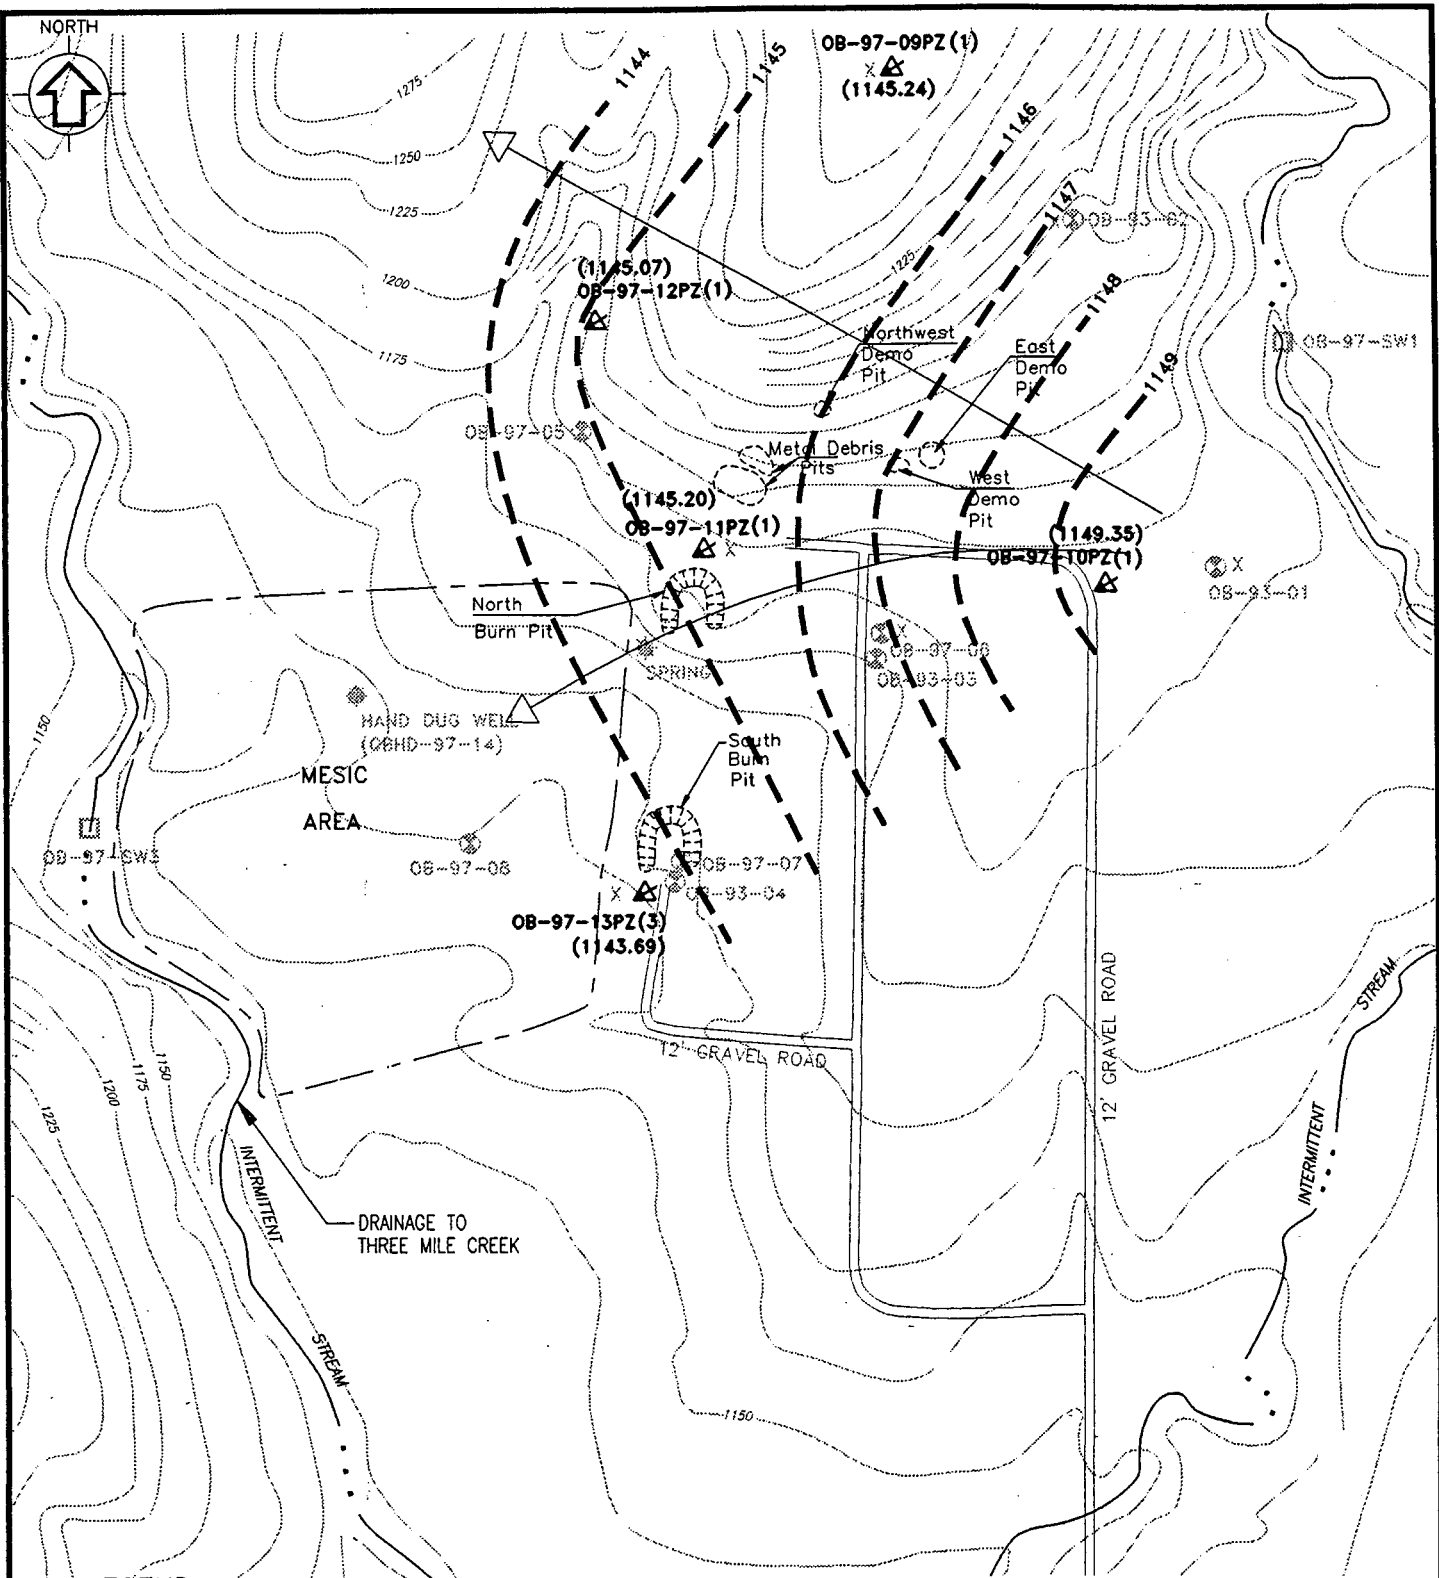 NORTH
1275
1250
1225
1200
1175
1144
1145
OB-97-09PZ(1)
X
(1145.24)
1146
1147
OB-93-02
1225
1148
(1145.07)
OB-97-12PZ(1)
Northwest
Demo
Pit
East
Demo
Pit
OB-97-SW1
1149
OB-97-05
Metal Debris
Pits
West
Demo
Pit
(1145.20)
OB-97-11PZ(1)
X
(1149.35)
OB-97-10PZ(1)
X
OB-93-01
North
Burn Pit
X
SPRING
X
OB-93-03
HAND DUG WELL
(OBHD-97-14)
1150
MESIC
AREA
South
Burn
Pit
OB-97-SW3
OB-97-08
OB-97-07
OB-93-04
X
OB-97-13PZ(3)
(1143.69)
12' GRAVEL ROAD
12' GRAVEL ROAD
STREAM
INTERMITTENT
1150
1175
1200
1225
INTERMITTENT
DRAINAGE TO
THREE MILE CREEK
STREAM
1150